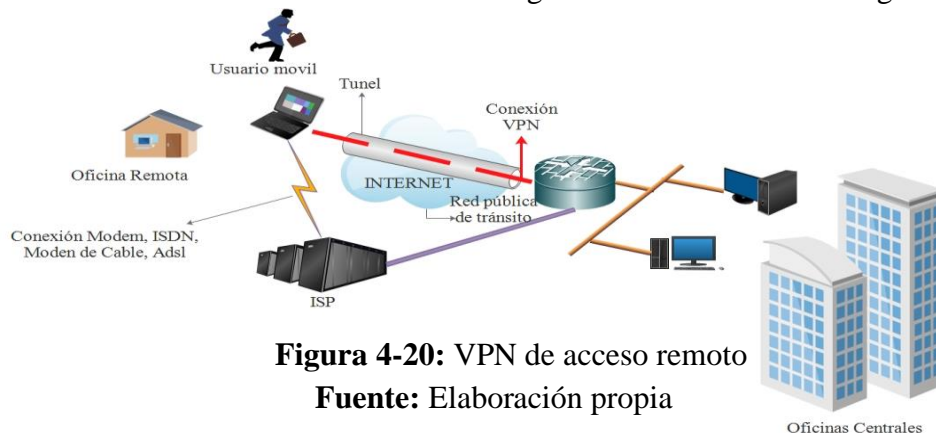 Usuario movil
Tunel
Conexión
VPN
Oficina Remota
INTERNET
Red pública
de tránsito
Conexión Modem, ISDN,
Moden de Cable, Adsl
ISP
Figura 4-20: VPN de acceso remoto
Fuente: Elaboración propia
Oficinas Centrales